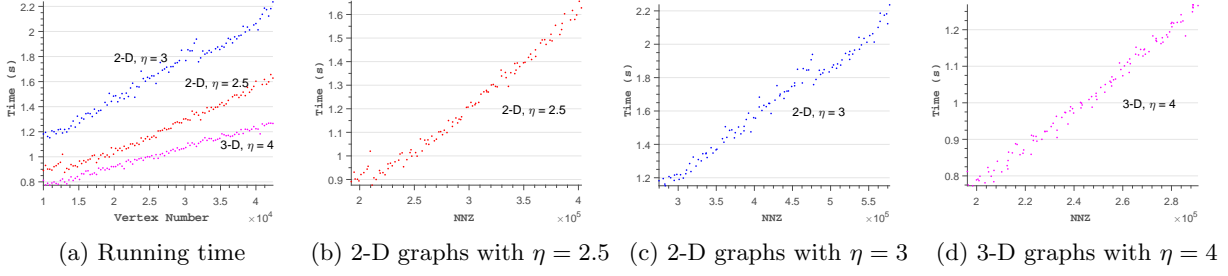 2.2
2
1.8
1.6
1.4
1.2
1
0.8
Time (s)
2-D, η = 3
2-D, η = 2.5
3-D, η = 4
1 1.5 2 2.5 3 3.5 4
Vertex Number
×10⁴
(a) Running time
1.6
1.5
1.4
1.3
1.2
1.1
1
0.9
Time (s)
2-D, η = 2.5
2 2.5 3 3.5 4
NNZ
×10⁵
(b) 2-D graphs with η = 2.5
2.2
2
1.8
1.6
1.4
1.2
Time (s)
2-D, η = 3
3 3.5 4 4.5 5 5.5
NNZ
×10⁵
(c) 2-D graphs with η = 3
1.2
1.1
1
0.9
0.8
Time (s)
3-D, η = 4
2 2.2 2.4 2.6 2.8
NNZ
×10⁵
(d) 3-D graphs with η = 4